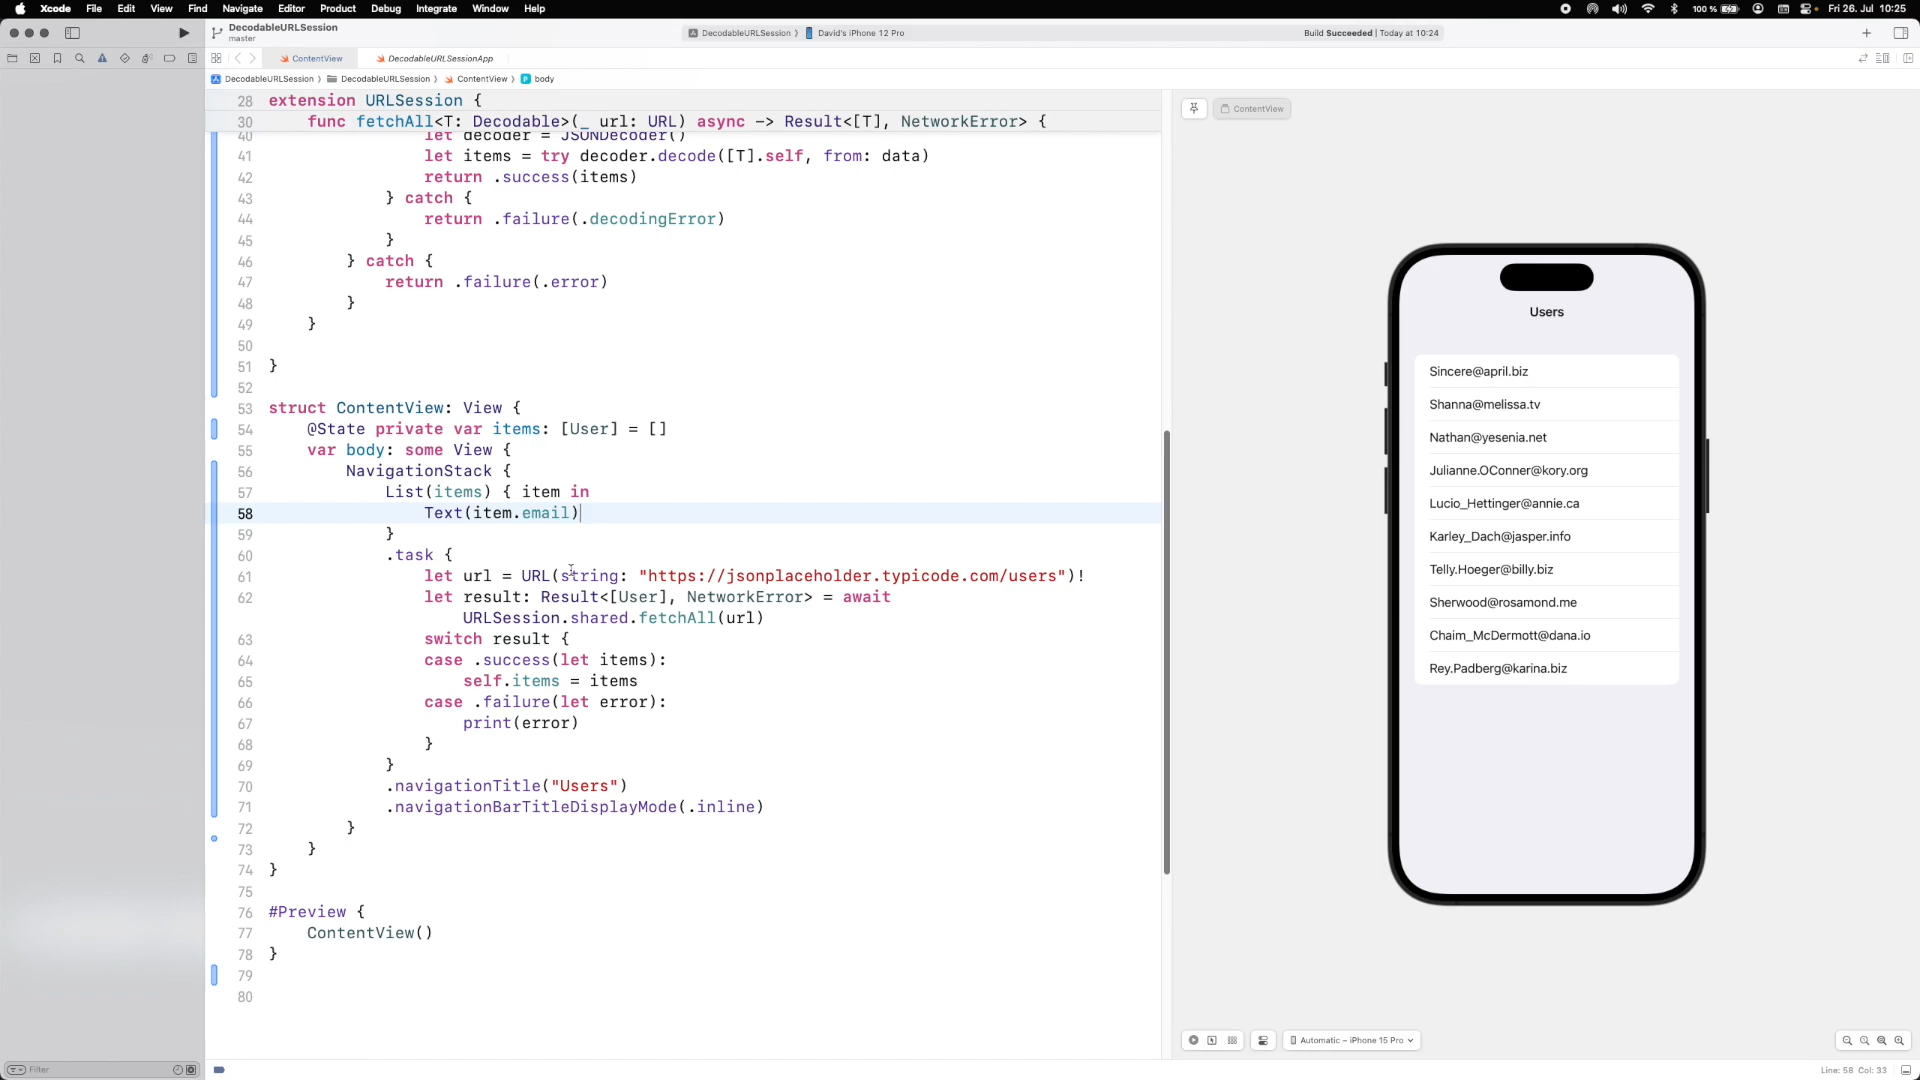 Xcode File Edit View Find Navigate Editor Product Debug Integrate Window Help
100 % Fri 26. Jul 10:25
DecodableURLSession
master
DecodableURLSession 〉 David's iPhone 12 Pro
Build Succeeded | Today at 10:24
ContentView
DecodableURLSessionApp
DecodableURLSession 〉 DecodableURLSession 〉 ContentView 〉 body
28 extension URLSession {
30 func fetchAll<T: Decodable>(_ url: URL) async -> Result<[T], NetworkError> {
40 let decoder = JSONDecoder()
41 let items = try decoder.decode([T].self, from: data)
42 return .success(items)
43 } catch {
44 return .failure(.decodingError)
45 }
46 } catch {
47 return .failure(.error)
48 }
49 }
50
51 }
52
53 struct ContentView: View {
54 @State private var items: [User] = []
55 var body: some View {
56 NavigationStack {
57 List(items) { item in
58 Text(item.email)
59 }
60 .task {
61 let url = URL(string: "https://jsonplaceholder.typicode.com/users")!
62 let result: Result<[User], NetworkError> = await
URLSession.shared.fetchAll(url)
63 switch result {
64 case .success(let items):
65 self.items = items
66 case .failure(let error):
67 print(error)
68 }
69 }
70 .navigationTitle("Users")
71 .navigationBarTitleDisplayMode(.inline)
72 }
73 }
74 }
75
76 #Preview {
77 ContentView()
78 }
79
80
ContentView
Users
Sincere@april.biz
Shanna@melissa.tv
Nathan@yesenia.net
Julianne.OConner@kory.org
Lucio_Hettinger@annie.ca
Karley_Dach@jasper.info
Telly.Hoeger@billy.biz
Sherwood@rosamond.me
Chaim_McDermott@dana.io
Rey.Padberg@karina.biz
Automatic – iPhone 15 Pro
Filter
Line: 58 Col: 33